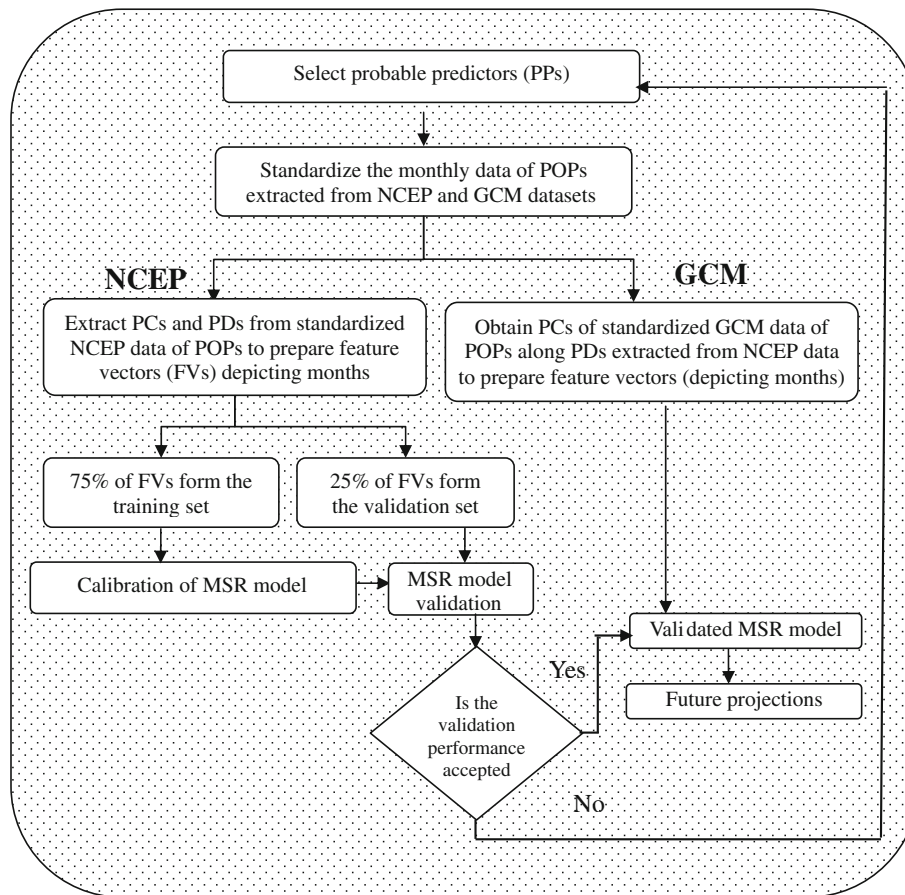 Select probable predictors (PPs)
Standardize the monthly data of POPs
extracted from NCEP and GCM datasets
NCEP
GCM
Extract PCs and PDs from standardized
NCEP data of POPs to prepare feature
vectors (FVs) depicting months
Obtain PCs of standardized GCM data of
POPs along PDs extracted from NCEP data
to prepare feature vectors (depicting months)
75% of FVs form the
training set
25% of FVs form
the validation set
Calibration of MSR model
MSR model
validation
Validated MSR model
Yes
Future projections
Is the
validation
performance
accepted
No